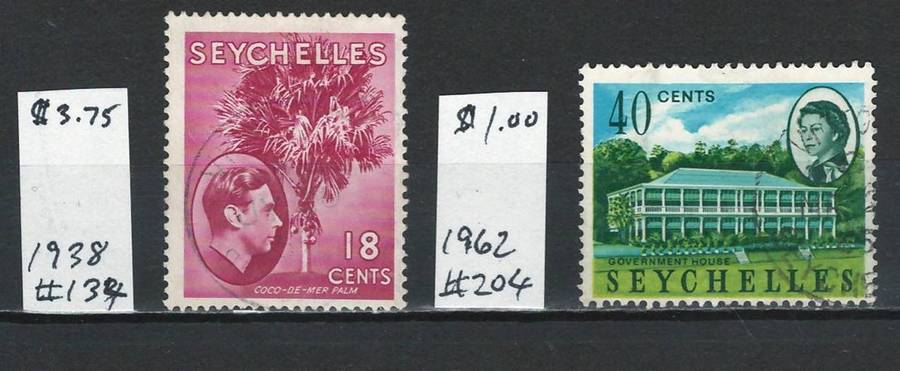 $3.75
1938
#134
SEYCHELLES
18
CENTS
COCO-DE-MER PALM
$1.00
1962
#204
40 CENTS
GOVERNMENT HOUSE
SEYCHELLES